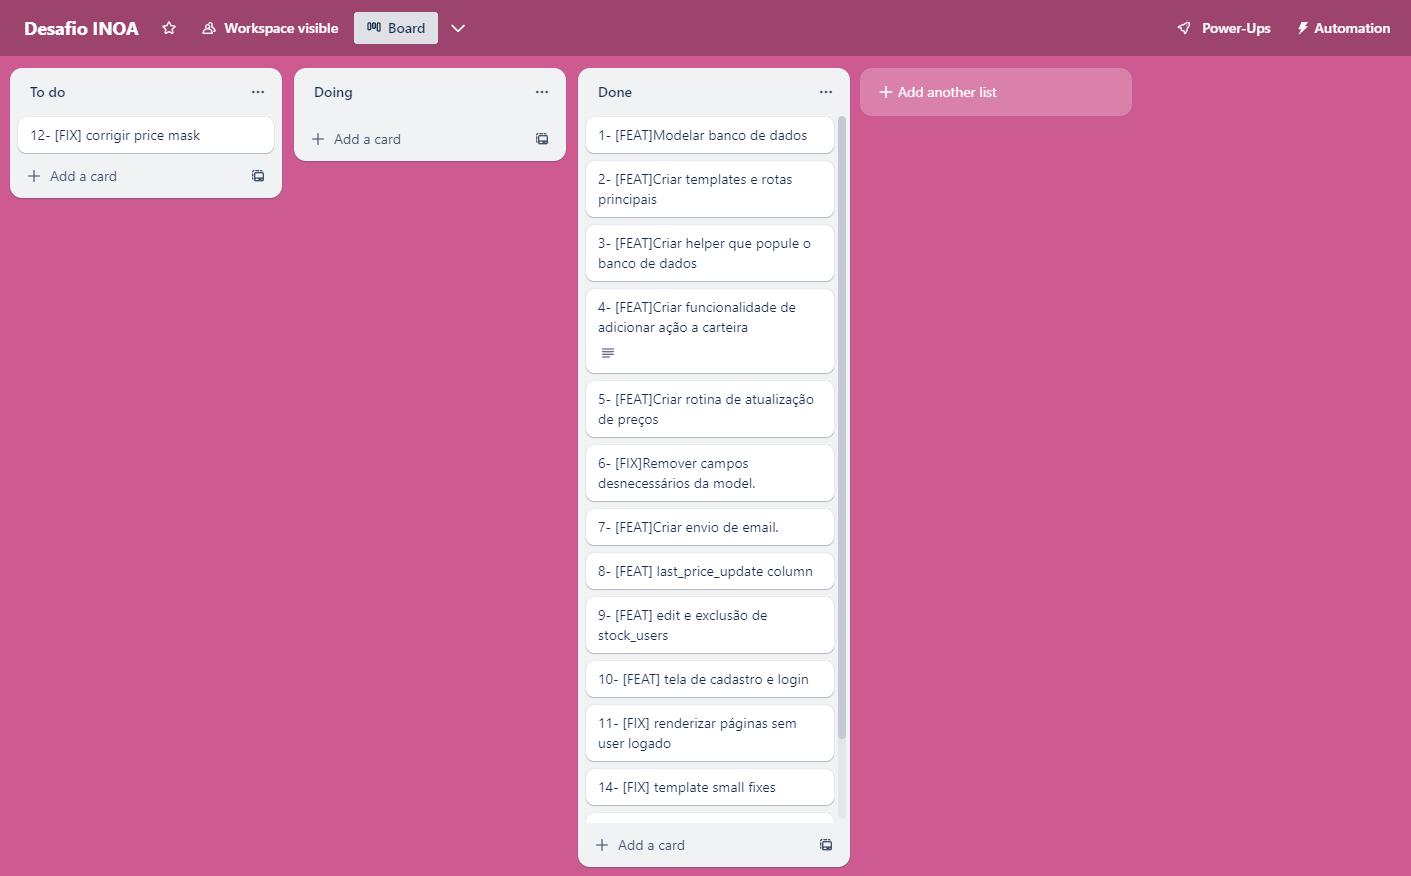 Desafio INOA
Workspace visible
Board
Power-Ups
Automation
To do
12- [FIX] corrigir price mask
Add a card
Doing
Add a card
Done
1- [FEAT]Modelar banco de dados
2- [FEAT]Criar templates e rotas
principais
3- [FEAT]Criar helper que popule o
banco de dados
4- [FEAT]Criar funcionalidade de
adicionar ação a carteira
5- [FEAT]Criar rotina de atualização
de preços
6- [FIX]Remover campos
desnecessários da model.
7- [FEAT]Criar envio de email.
8- [FEAT] last_price_update column
9- [FEAT] edit e exclusão de
stock_users
10- [FEAT] tela de cadastro e login
11- [FIX] renderizar páginas sem
user logado
14- [FIX] template small fixes
Add a card
Add another list